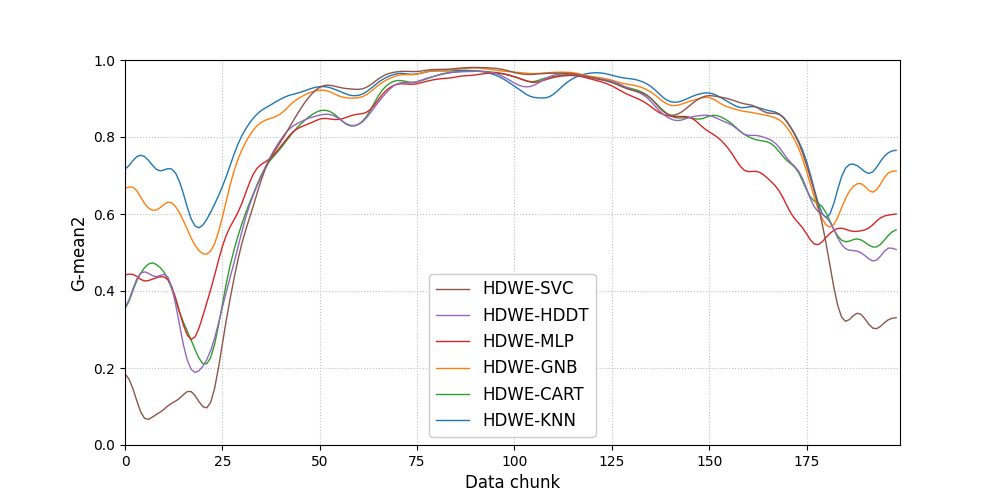 1.0
0.8
0.6
0.4
0.2
0.0
G-mean2
HDWE-SVC
HDWE-HDDT
HDWE-MLP
HDWE-GNB
HDWE-CART
HDWE-KNN
0 25 50 75 100 125 150 175
Data chunk